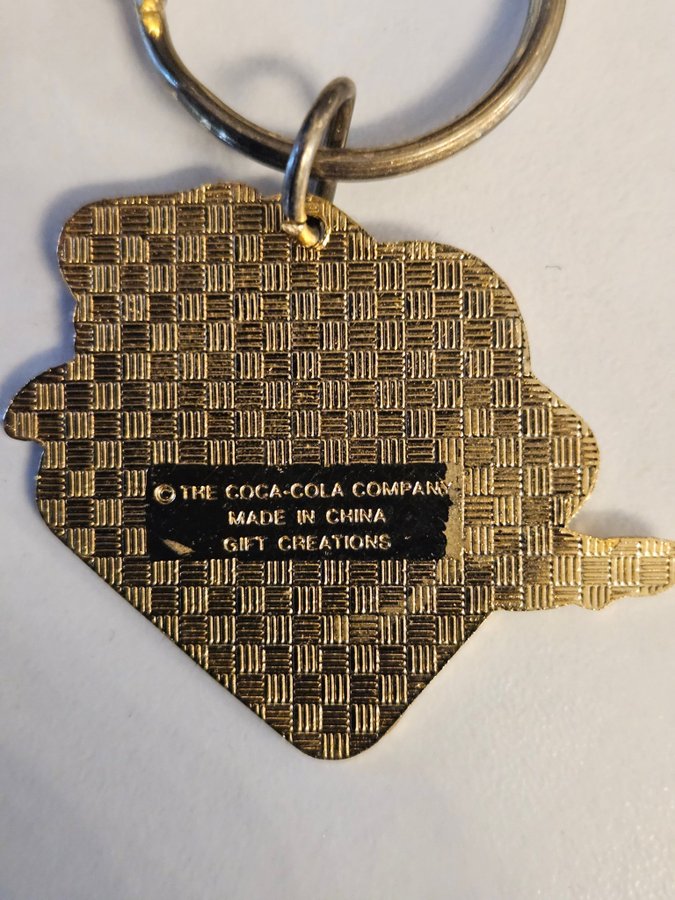 © THE COCA-COLA COMPANY
MADE IN CHINA
GIFT CREATIONS